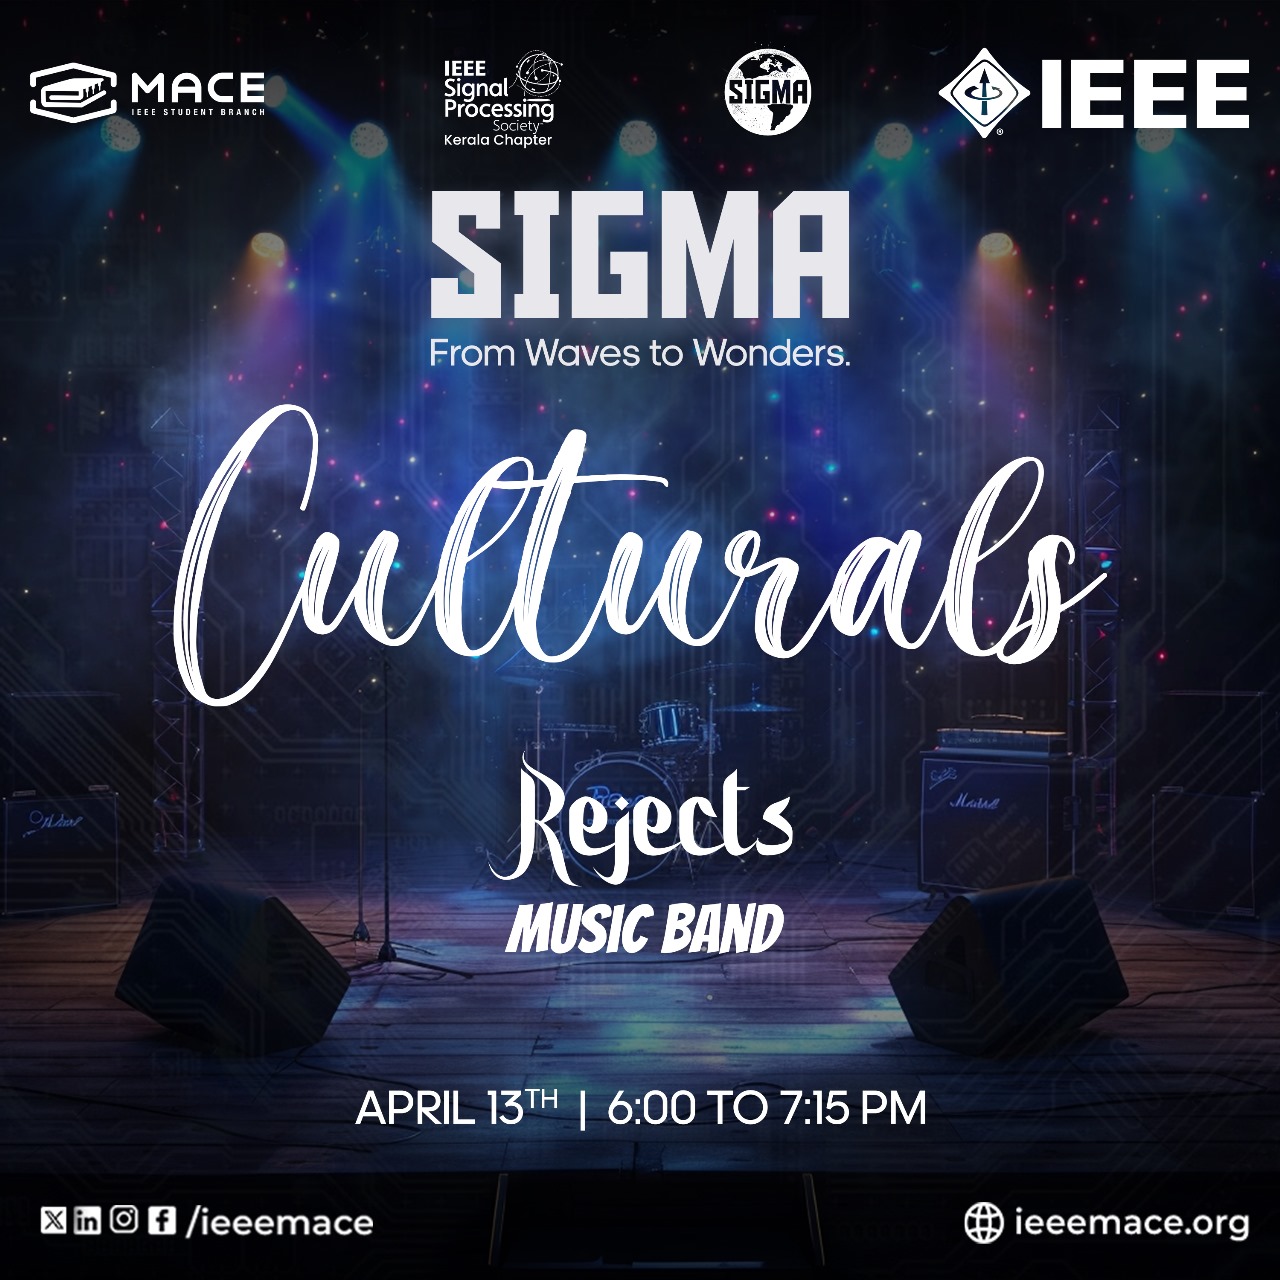 MACE
IEEE STUDENT BRANCH
IEEE
Signal
Processing
Society
Kerala Chapter
SIGMA
IEEE
SIGMA
From Waves to Wonders.
Culturals
Rejects
MUSIC BAND
Marshall
APRIL 13TH | 6:00 TO 7:15 PM
/ieeemace
ieeemace.org